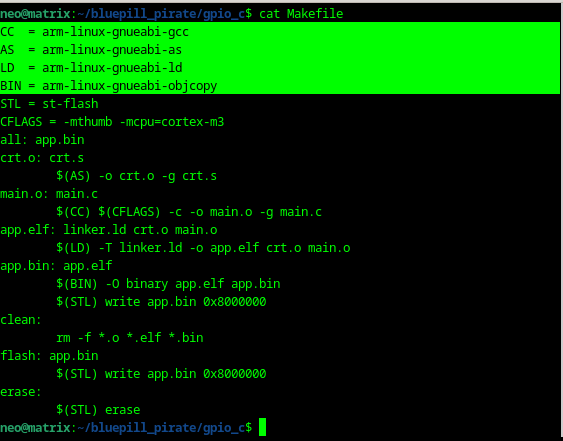 neo@matrix:~/bluepill_pirate/gpio_c$ cat Makefile
CC  = arm-linux-gnueabi-gcc
AS  = arm-linux-gnueabi-as
LD  = arm-linux-gnueabi-ld
BIN = arm-linux-gnueabi-objcopy
STL = st-flash
CFLAGS = -mthumb -mcpu=cortex-m3
all: app.bin
crt.o: crt.s
        $(AS) -o crt.o -g crt.s
main.o: main.c
        $(CC) $(CFLAGS) -c -o main.o -g main.c
app.elf: linker.ld crt.o main.o
        $(LD) -T linker.ld -o app.elf crt.o main.o
app.bin: app.elf
        $(BIN) -O binary app.elf app.bin
        $(STL) write app.bin 0x8000000
clean:
        rm -f *.o *.elf *.bin
flash: app.bin
        $(STL) write app.bin 0x8000000
erase:
        $(STL) erase
neo@matrix:~/bluepill_pirate/gpio_c$